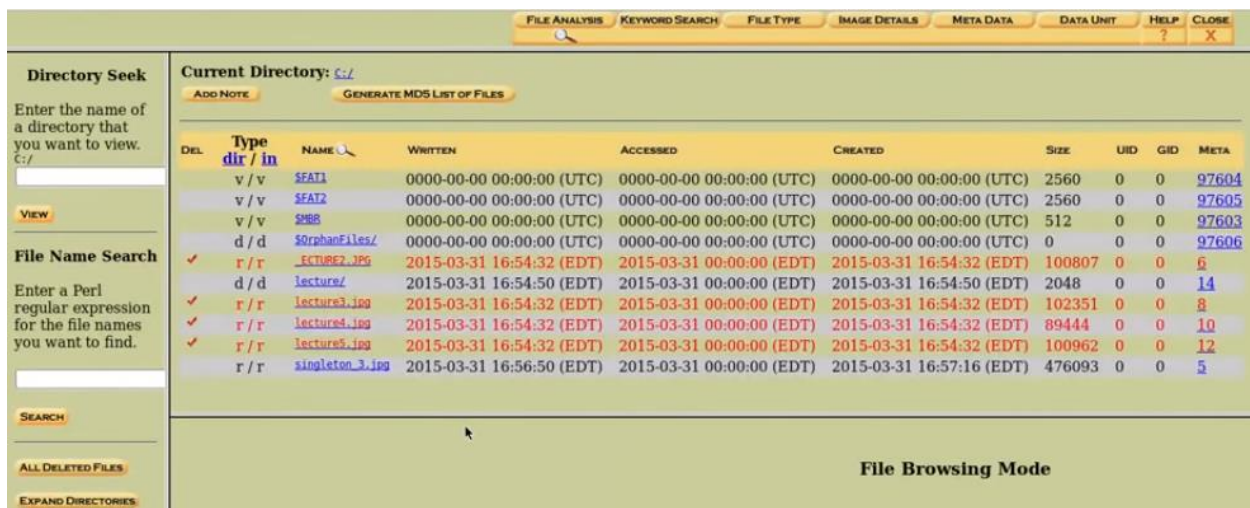 FILE ANALYSIS KEYWORD SEARCH FILE TYPE IMAGE DETAILS META DATA DATA UNIT HELP CLOSE
? X
Directory Seek
Enter the name of
a directory that
you want to view.
C:/
VIEW
File Name Search
Enter a Perl
regular expression
for the file names
you want to find.
SEARCH
ALL DELETED FILES
EXPAND DIRECTORIES
Current Directory: C:/
ADD NOTE GENERATE MD5 LIST OF FILES
DEL Type dir / in NAME WRITTEN ACCESSED CREATED SIZE UID GID META
v / v $FAT1 0000-00-00 00:00:00 (UTC) 0000-00-00 00:00:00 (UTC) 0000-00-00 00:00:00 (UTC) 2560 0 0 97604
v / v $FAT2 0000-00-00 00:00:00 (UTC) 0000-00-00 00:00:00 (UTC) 0000-00-00 00:00:00 (UTC) 2560 0 0 97605
v / v $MBR 0000-00-00 00:00:00 (UTC) 0000-00-00 00:00:00 (UTC) 0000-00-00 00:00:00 (UTC) 512 0 0 97603
d / d $OrphanFiles/ 0000-00-00 00:00:00 (UTC) 0000-00-00 00:00:00 (UTC) 0000-00-00 00:00:00 (UTC) 0 0 0 97606
✓ r / r _ECTURE2.JPG 2015-03-31 16:54:32 (EDT) 2015-03-31 00:00:00 (EDT) 2015-03-31 16:54:32 (EDT) 100807 0 0 6
d / d lecture/ 2015-03-31 16:54:50 (EDT) 2015-03-31 00:00:00 (EDT) 2015-03-31 16:54:50 (EDT) 2048 0 0 14
✓ r / r lecture3.jpg 2015-03-31 16:54:32 (EDT) 2015-03-31 00:00:00 (EDT) 2015-03-31 16:54:32 (EDT) 102351 0 0 8
✓ r / r lecture4.jpg 2015-03-31 16:54:32 (EDT) 2015-03-31 00:00:00 (EDT) 2015-03-31 16:54:32 (EDT) 89444 0 0 10
✓ r / r lecture5.jpg 2015-03-31 16:54:32 (EDT) 2015-03-31 00:00:00 (EDT) 2015-03-31 16:54:32 (EDT) 100962 0 0 12
r / r singleton_3.jpg 2015-03-31 16:56:50 (EDT) 2015-03-31 00:00:00 (EDT) 2015-03-31 16:57:16 (EDT) 476093 0 0 5
File Browsing Mode